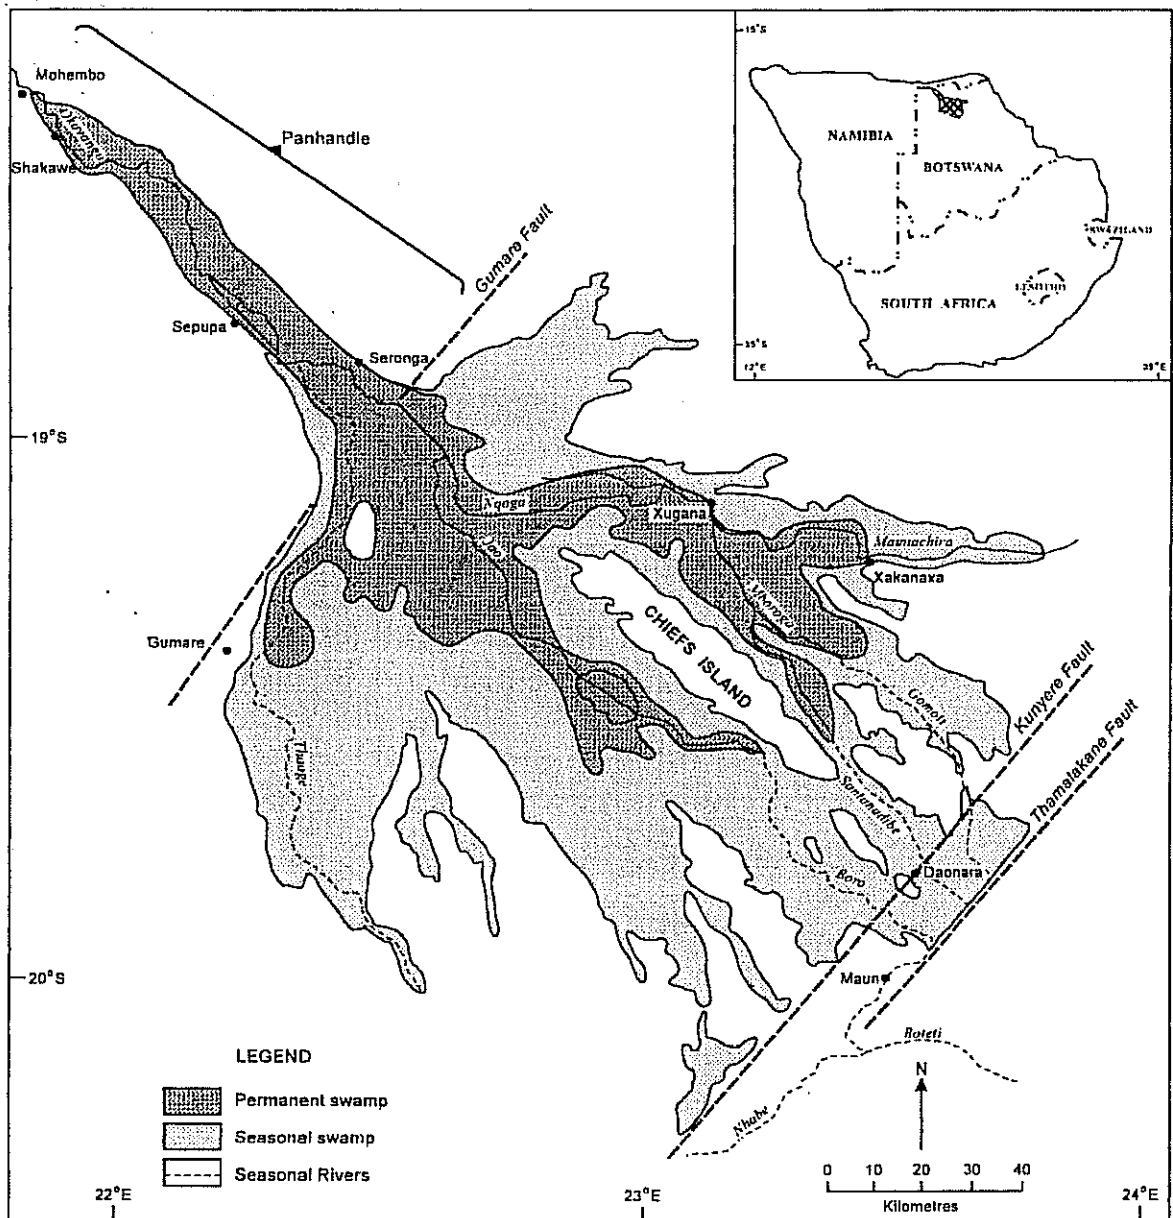 Mohembo
Okavango
Shakawe
Panhandle
Gumare Fault
Sepupa
Seronga
19°S
Nqoga
Xugana
Jao
Maunachira
Xakanaxa
Mboroga
CHIEFS ISLAND
Gumare
Thaoge
Gomoti
Kunyere Fault
Thamalakane Fault
Santanadibe
Boro
Daonara
20°S
Maun
Boteti
Nhabe
N
LEGEND
Permanent swamp
Seasonal swamp
Seasonal Rivers
0 10 20 30 40
Kilometres
22°E
23°E
24°E
15°S
NAMIBIA
BOTSWANA
SWAZILAND
LESOTHO
SOUTH AFRICA
35°S
12°E